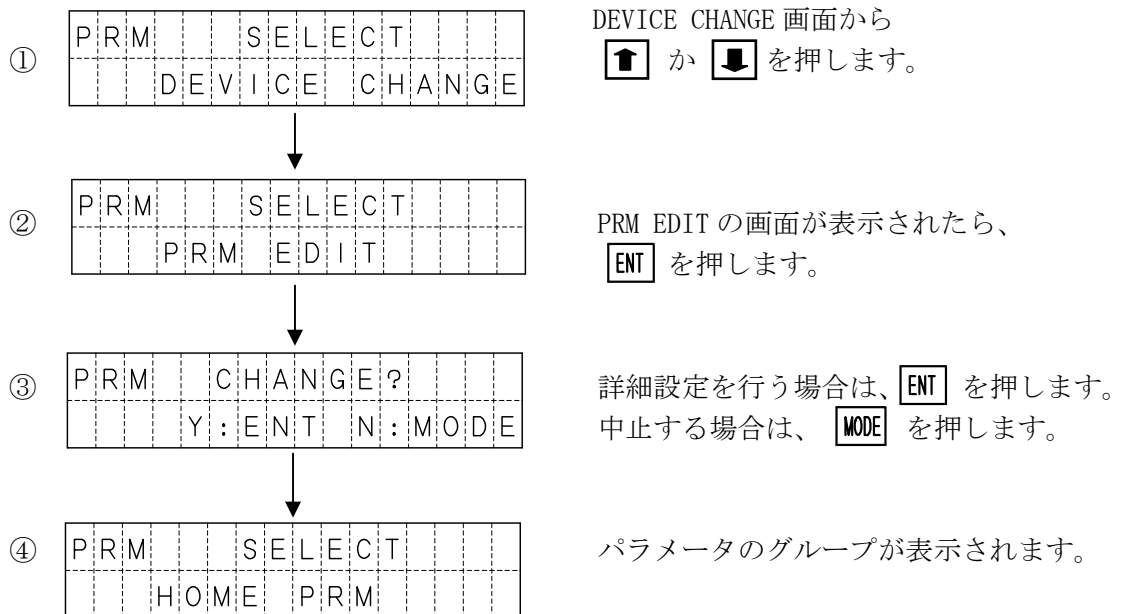 ①
PRM SELECT
DEVICE CHANGE
DEVICE CHANGE 画面から
⬆ か ⬇ を押します。
②
PRM SELECT
PRM EDIT
PRM EDIT の画面が表示されたら、
ENT を押します。
③
PRM CHANGE?
Y:ENT N:MODE
詳細設定を行う場合は、ENT を押します。
中止する場合は、 MODE を押します。
④
PRM SELECT
HOME PRM
パラメータのグループが表示されます。